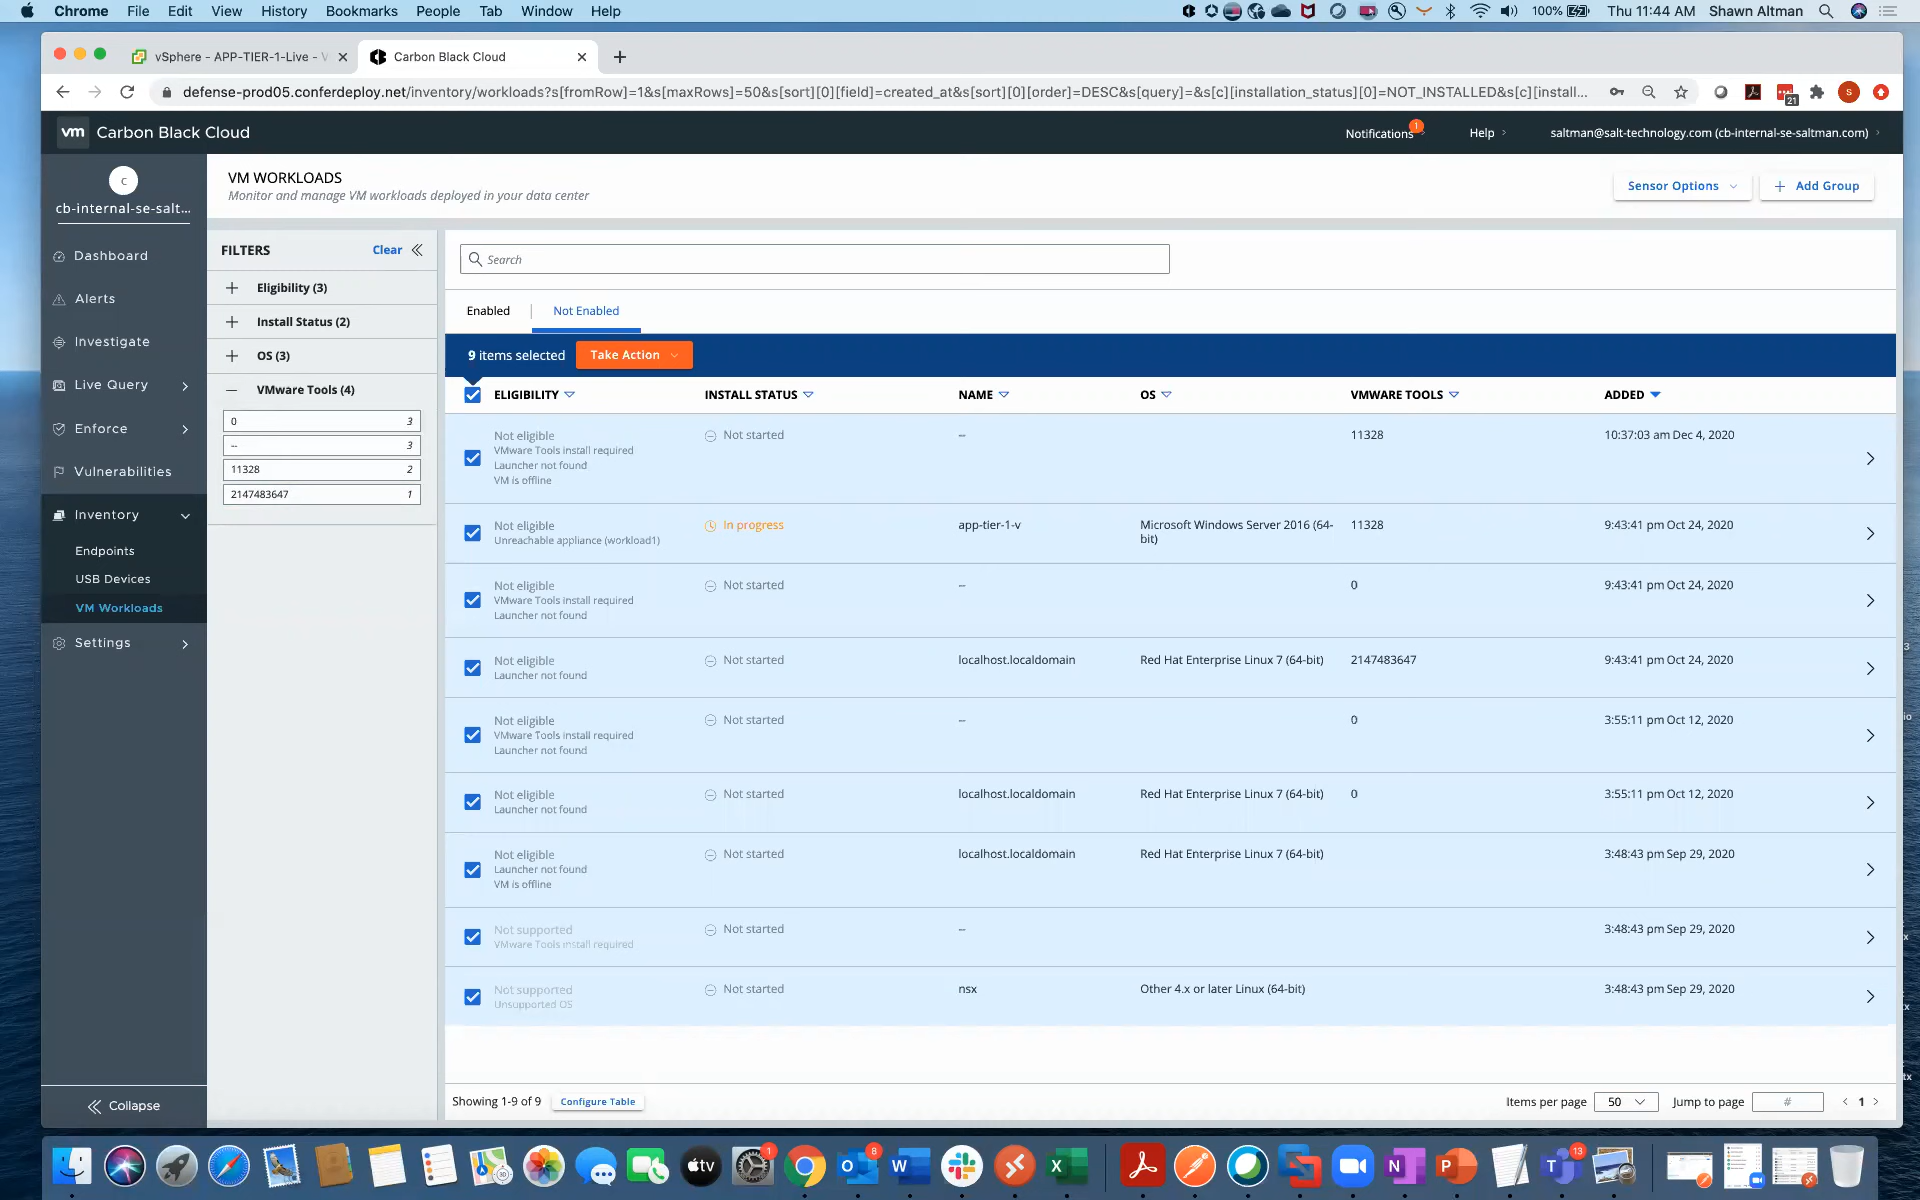 Chrome File Edit View History Bookmarks People Tab Window Help 100% Thu 11:44 AM Shawn Altman
vSphere - APP-TIER-1-Live - V
Carbon Black Cloud
defense-prod05.conferdeploy.net/inventory/workloads?s[fromRow]=1&s[maxRows]=50&s[sort][0][field]=created_at&s[sort][0][order]=DESC&s[query]=&s[c][installation_status][0]=NOT_INSTALLED&s[c][install...
21
S
vm Carbon Black Cloud
Notifications 1
Help
saltman@salt-technology.com (cb-internal-se-saltman.com)
C
cb-internal-se-salt...
Dashboard
Alerts
Investigate
Live Query
Enforce
Vulnerabilities
Inventory
Endpoints
USB Devices
VM Workloads
Settings
Collapse
VM WORKLOADS
Monitor and manage VM workloads deployed in your data center
Sensor Options
Add Group
FILTERS Clear
Eligibility (3)
Install Status (2)
OS (3)
VMware Tools (4)
0 3
-- 3
11328 2
2147483647 1
Search
Enabled
Not Enabled
9 items selected Take Action
ELIGIBILITY INSTALL STATUS NAME OS VMWARE TOOLS ADDED
Not eligible Not started -- 11328 10:37:03 am Dec 4, 2020
VMware Tools install required
Launcher not found
VM is offline
Not eligible In progress app-tier-1-v Microsoft Windows Server 2016 (64- 11328 9:43:41 pm Oct 24, 2020
Unreachable appliance (workload1) bit)
Not eligible Not started -- 0 9:43:41 pm Oct 24, 2020
VMware Tools install required
Launcher not found
Not eligible Not started localhost.localdomain Red Hat Enterprise Linux 7 (64-bit) 2147483647 9:43:41 pm Oct 24, 2020
Launcher not found
Not eligible Not started -- 0 3:55:11 pm Oct 12, 2020
VMware Tools install required
Launcher not found
Not eligible Not started localhost.localdomain Red Hat Enterprise Linux 7 (64-bit) 0 3:55:11 pm Oct 12, 2020
Launcher not found
Not eligible Not started localhost.localdomain Red Hat Enterprise Linux 7 (64-bit) 3:48:43 pm Sep 29, 2020
Launcher not found
VM is offline
Not supported Not started -- 3:48:43 pm Sep 29, 2020
VMware Tools install required
Not supported Not started nsx Other 4.x or later Linux (64-bit) 3:48:43 pm Sep 29, 2020
Unsupported OS
Showing 1-9 of 9 Configure Table
Items per page 50 Jump to page # 1
tv 1 8 13